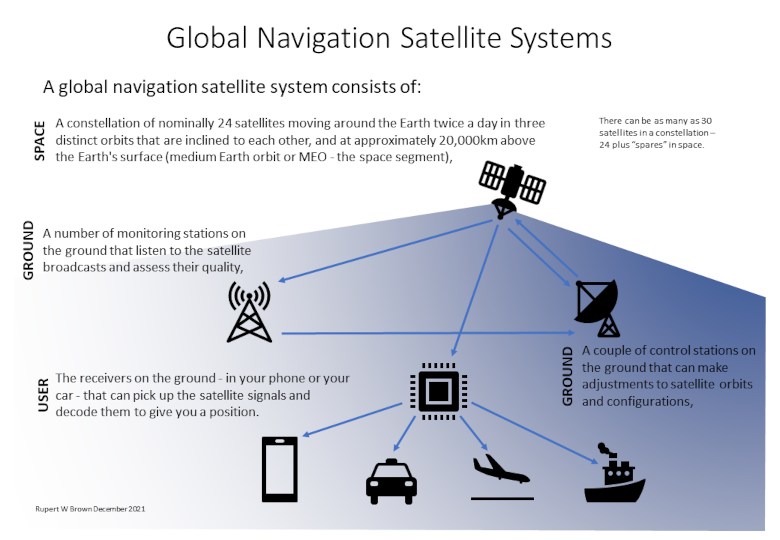 Global Navigation Satellite Systems
A global navigation satellite system consists of:
SPACE
A constellation of nominally 24 satellites moving around the Earth twice a day in three
distinct orbits that are inclined to each other, and at approximately 20,000km above
the Earth's surface (medium Earth orbit or MEO - the space segment),
There can be as many as 30
satellites in a constellation –
24 plus “spares” in space.
GROUND
A number of monitoring stations on
the ground that listen to the satellite
broadcasts and assess their quality,
GROUND
A couple of control stations on
the ground that can make
adjustments to satellite orbits
and configurations,
USER
The receivers on the ground - in your phone or your
car - that can pick up the satellite signals and
decode them to give you a position.
Rupert W Brown December 2021